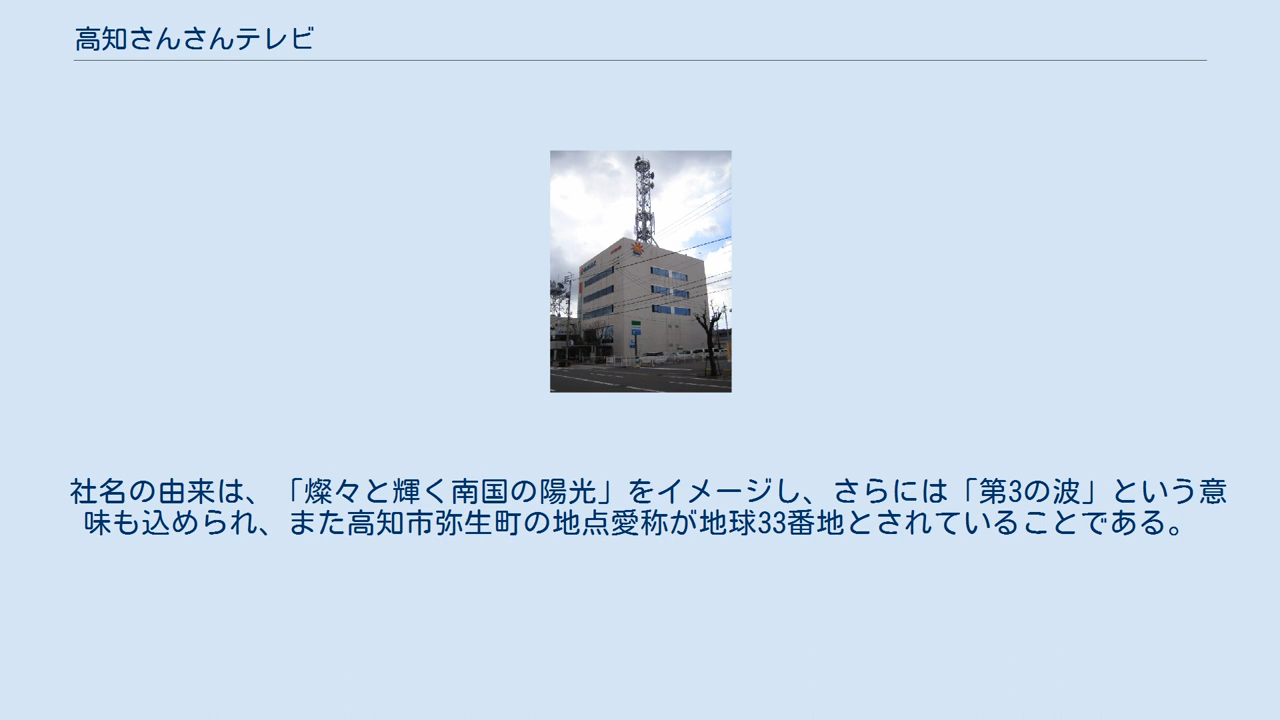 高知さんさんテレビ
社名の由来は、「燦々と輝く南国の陽光」をイメージし、さらには「第3の波」という意
味も込められ、また高知市弥生町の地点愛称が地球33番地とされていることである。